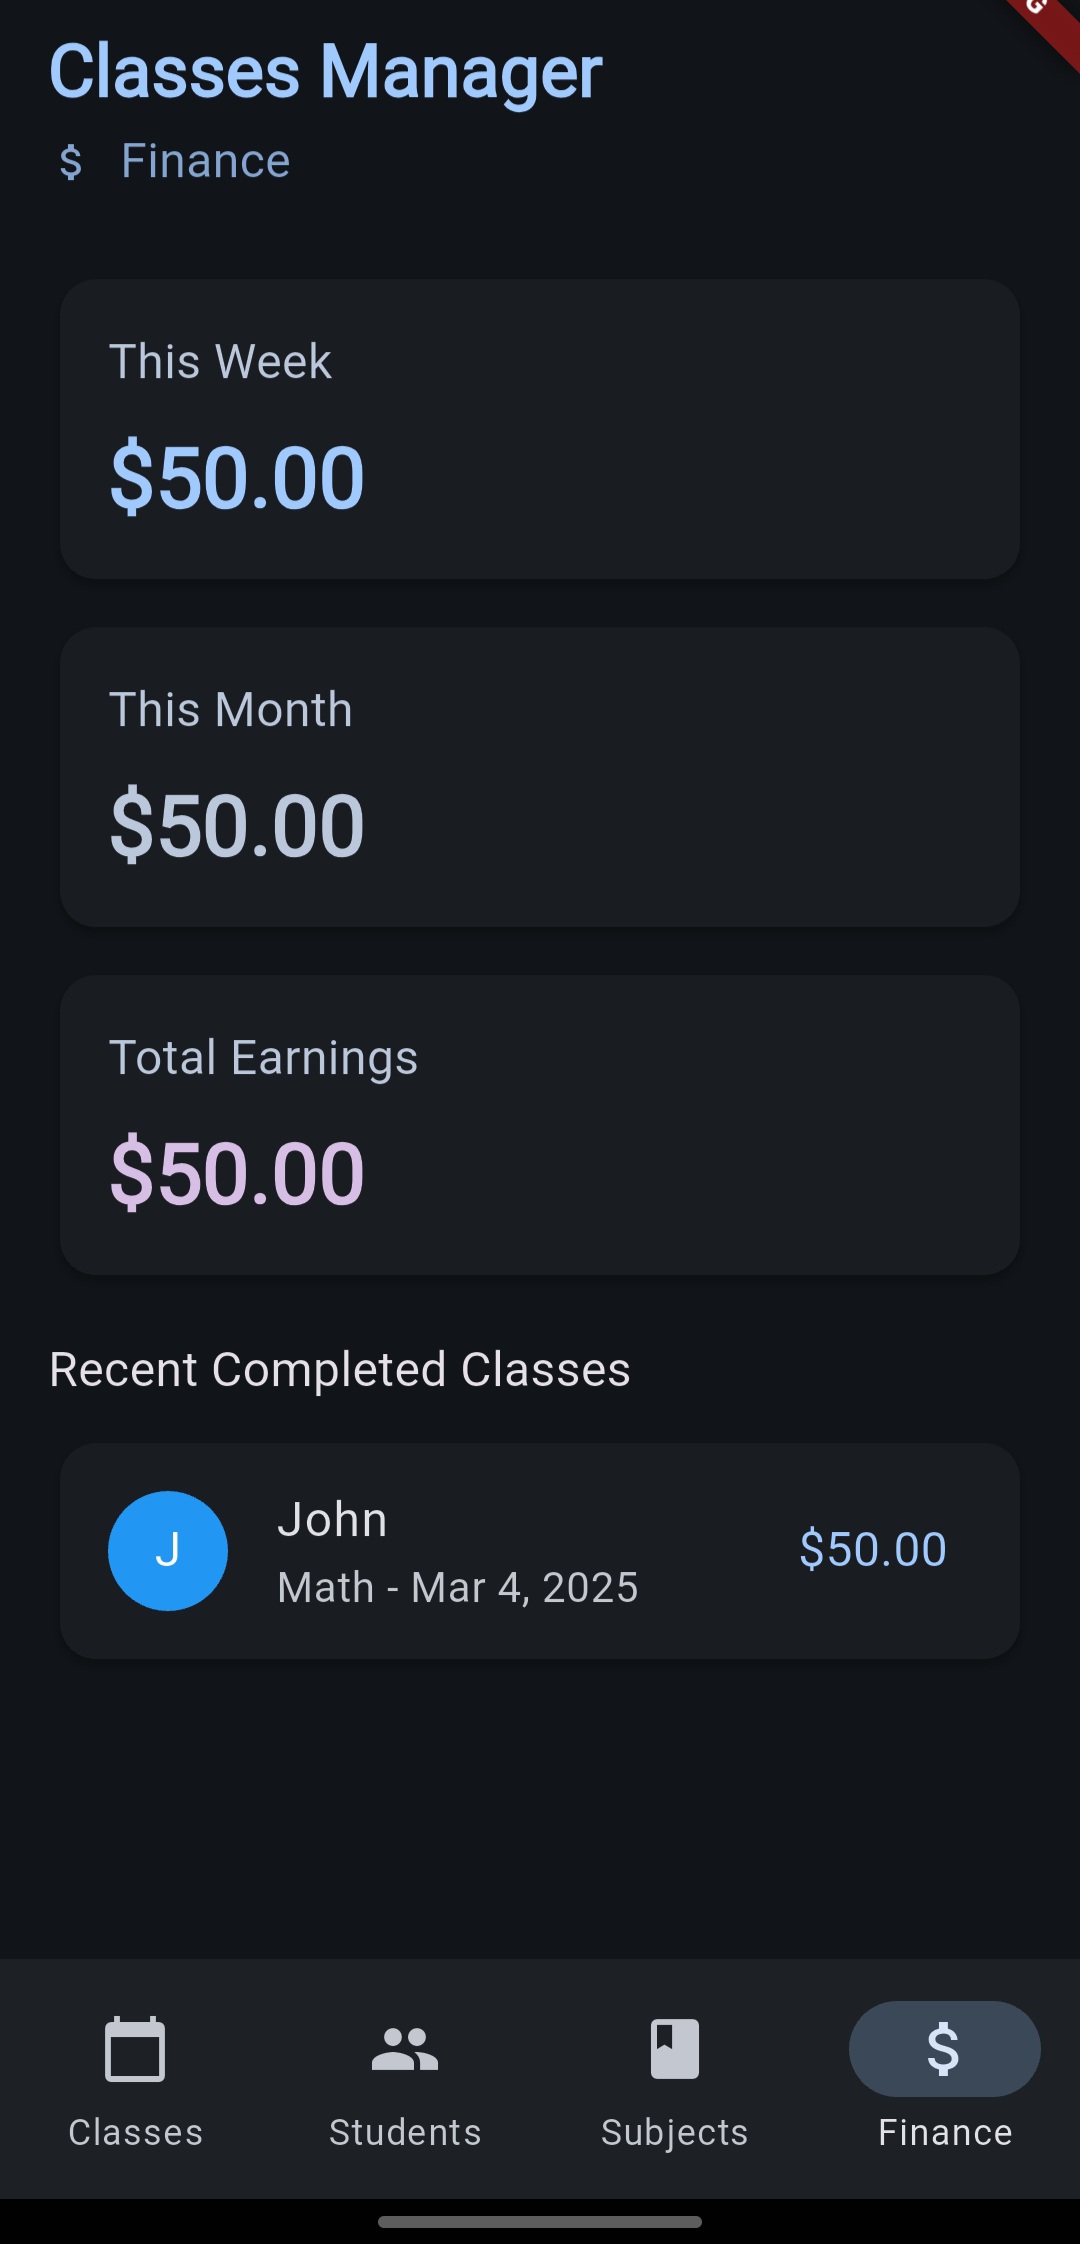 Classes Manager
$ Finance
This Week
$50.00
This Month
$50.00
Total Earnings
$50.00
Recent Completed Classes
J
John
Math - Mar 4, 2025
$50.00
Classes
Students
Subjects
$
Finance